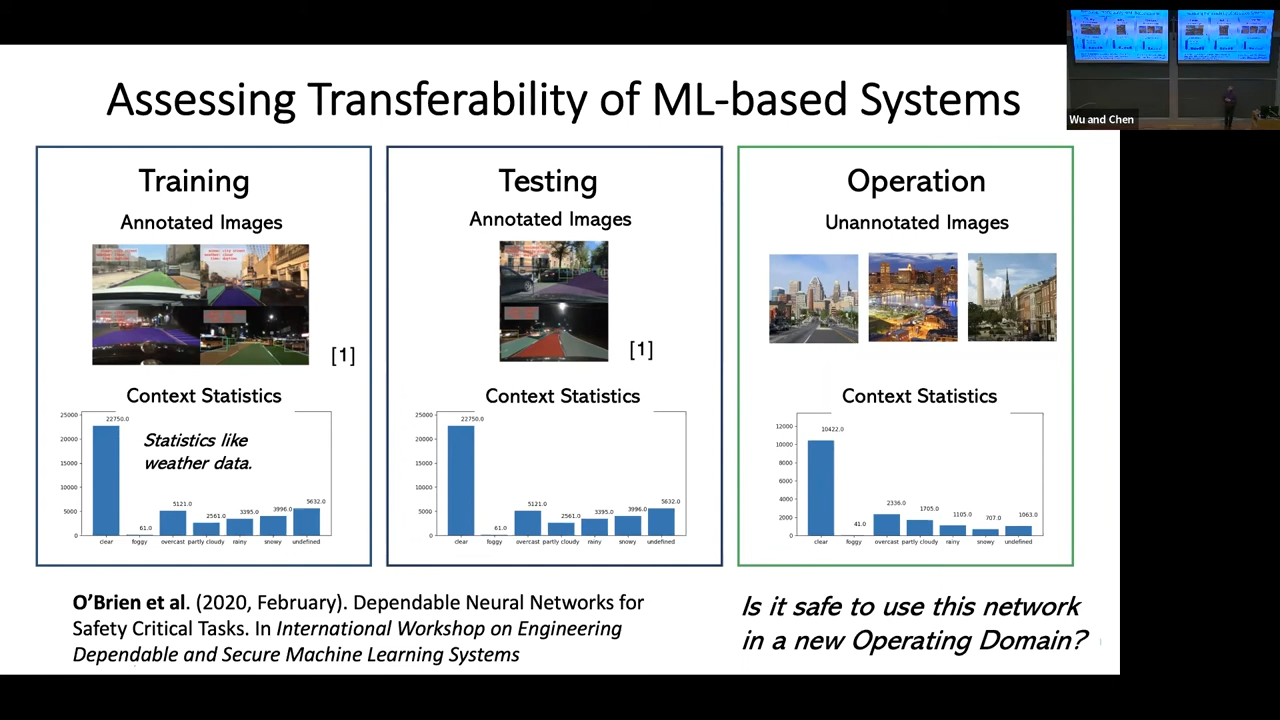 Assessing Transferability of ML-based Systems
Wu and Chen
Training
Annotated Images
[1]
Context Statistics
25000
20000
15000
10000
5000
0
22750.0
61.0
5121.0
2561.0
3395.0
3996.0
5632.0
Statistics like
weather data.
clear
foggy
overcast
partly cloudy
rainy
snowy
undefined
Testing
Annotated Images
[1]
Context Statistics
25000
20000
15000
10000
5000
0
22750.0
61.0
5121.0
2561.0
3395.0
3996.0
5632.0
clear
foggy
overcast
partly cloudy
rainy
snowy
undefined
Operation
Unannotated Images
Context Statistics
12000
10000
8000
6000
4000
2000
0
10422.0
41.0
2336.0
1705.0
1105.0
707.0
1063.0
clear
foggy
overcast
partly cloudy
rainy
snowy
undefined
O'Brien et al. (2020, February). Dependable Neural Networks for
Safety Critical Tasks. In International Workshop on Engineering
Dependable and Secure Machine Learning Systems
Is it safe to use this network
in a new Operating Domain?